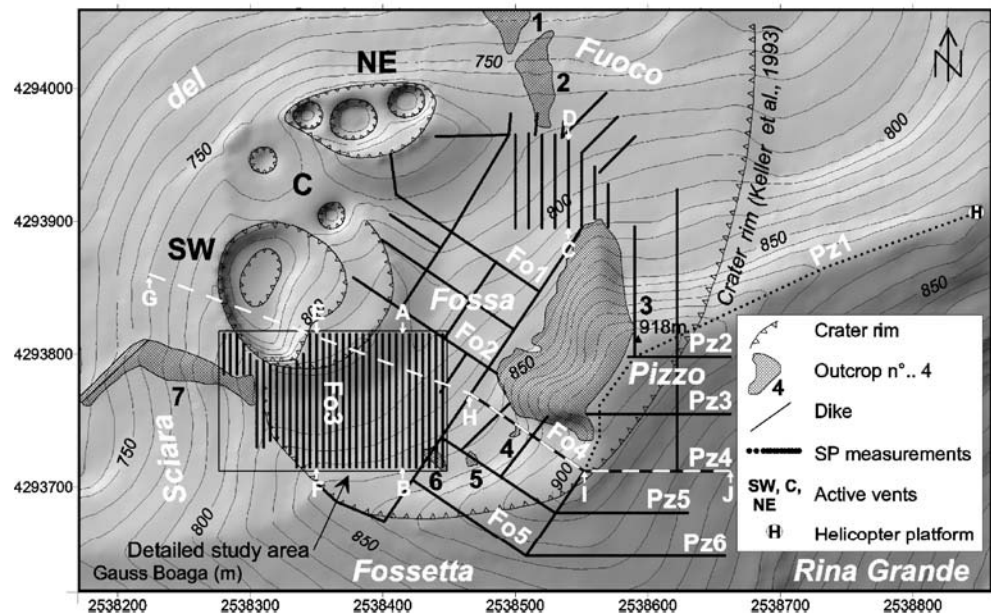 1
NE
Fuoco
750
2
4294000
del
800
Crater rim (Keller et al., 1993)
D
750
C
800
4293900
SW
C
Fo1
850
Pz1
H
G
800
E
A
Fossa
850
3
918m
4293800
Fo2
850
Pz2
Pizzo
7
Fo3
H
Pz3
Sciara
4
Fo4
6
5
900
Pz4
750
F
B
I
J
4293700
Pz5
800
Fo5
Pz6
Detailed study area
850
Gauss Boaga (m)
Fossetta
Rina Grande
2538200
2538300
2538400
2538500
2538600
2538700
2538800
Crater rim
Outcrop n°.. 4
4
Dike
SP measurements
SW, C,
NE
Active vents
H
Helicopter platform
N